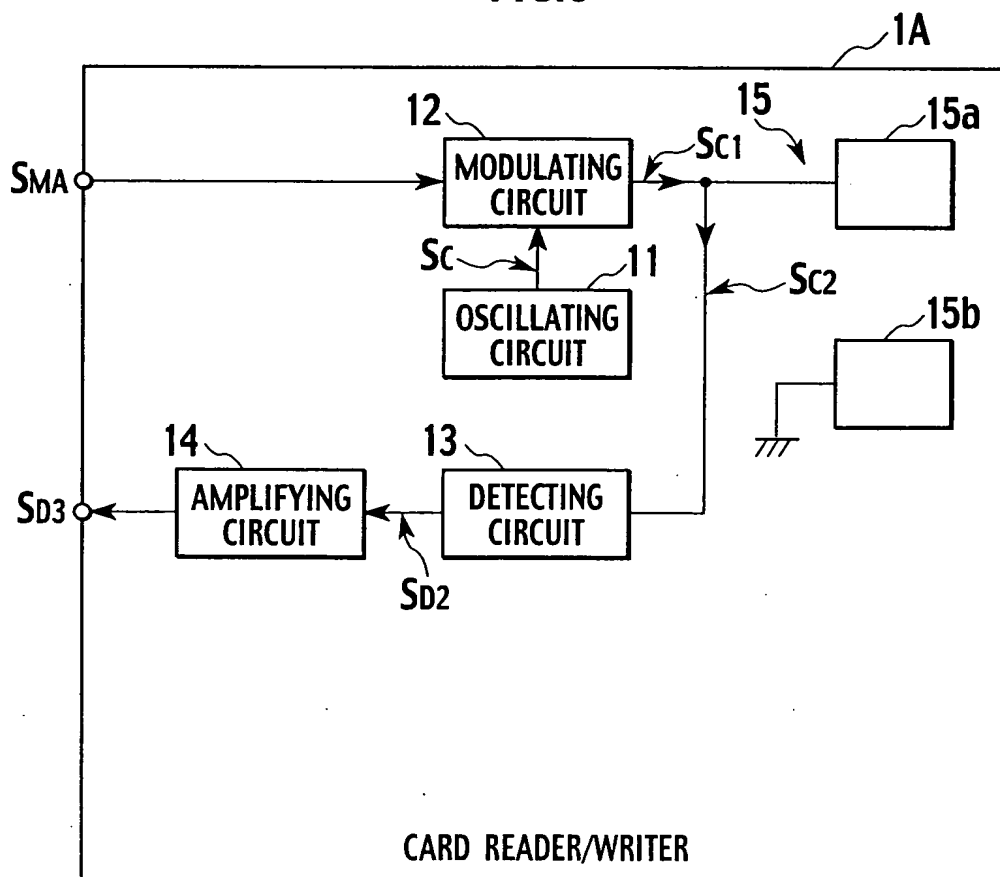 1A
12
15
15a
SC1
SMA
MODULATING
CIRCUIT
SC
11
SC2
OSCILLATING
CIRCUIT
15b
14
13
SD3
AMPLIFYING
CIRCUIT
DETECTING
CIRCUIT
SD2
CARD READER/WRITER